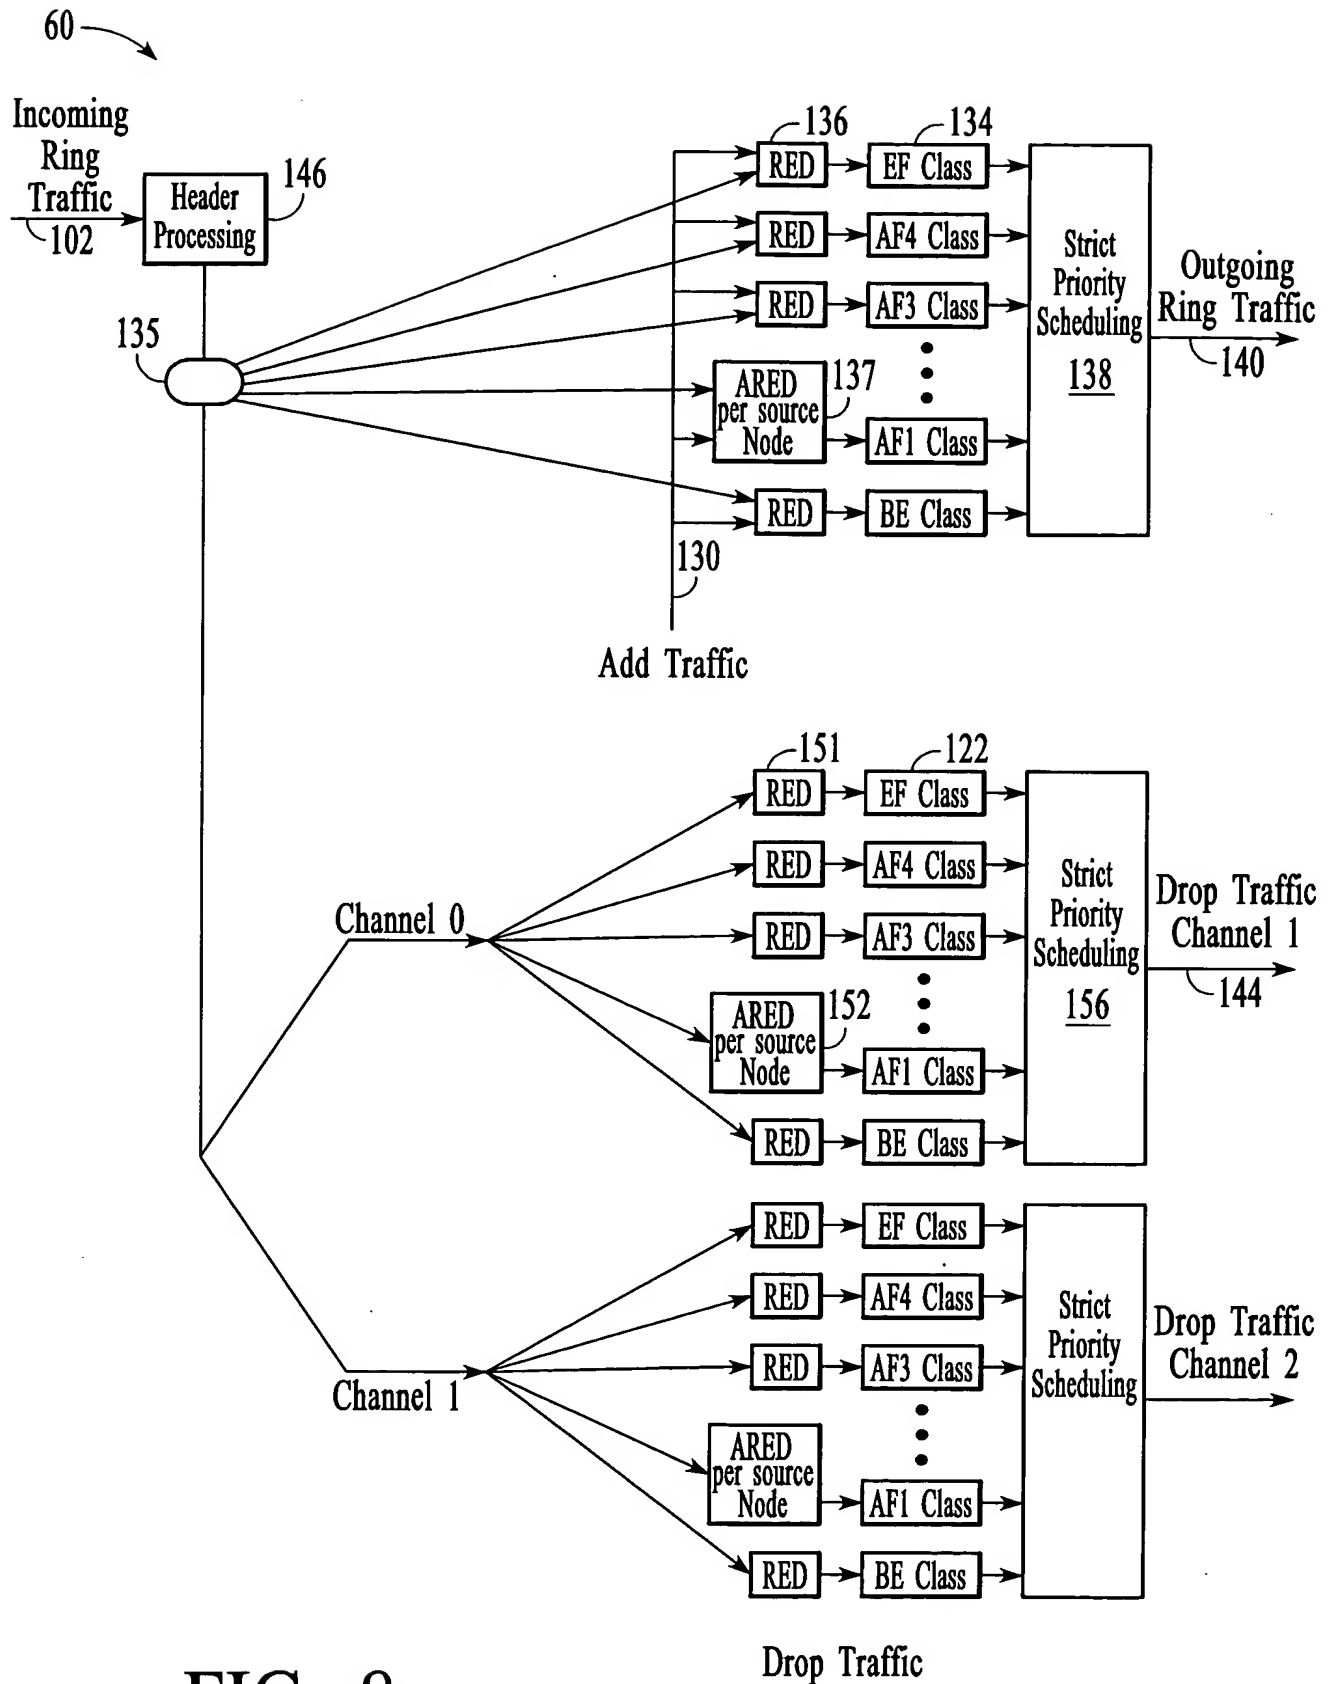 60
Incoming
Ring
Traffic
102
Header
Processing
146
135
136
134
RED
EF Class
RED
AF4 Class
RED
AF3 Class
ARED
per source
Node
137
AF1 Class
RED
BE Class
Strict
Priority
Scheduling
138
Outgoing
Ring Traffic
140
130
Add Traffic
151
122
Channel 0
RED
EF Class
RED
AF4 Class
RED
AF3 Class
ARED
per source
Node
152
AF1 Class
RED
BE Class
Strict
Priority
Scheduling
156
Drop Traffic
Channel 1
144
Channel 1
RED
EF Class
RED
AF4 Class
RED
AF3 Class
ARED
per source
Node
AF1 Class
RED
BE Class
Strict
Priority
Scheduling
Drop Traffic
Channel 2
Drop Traffic
FIG.